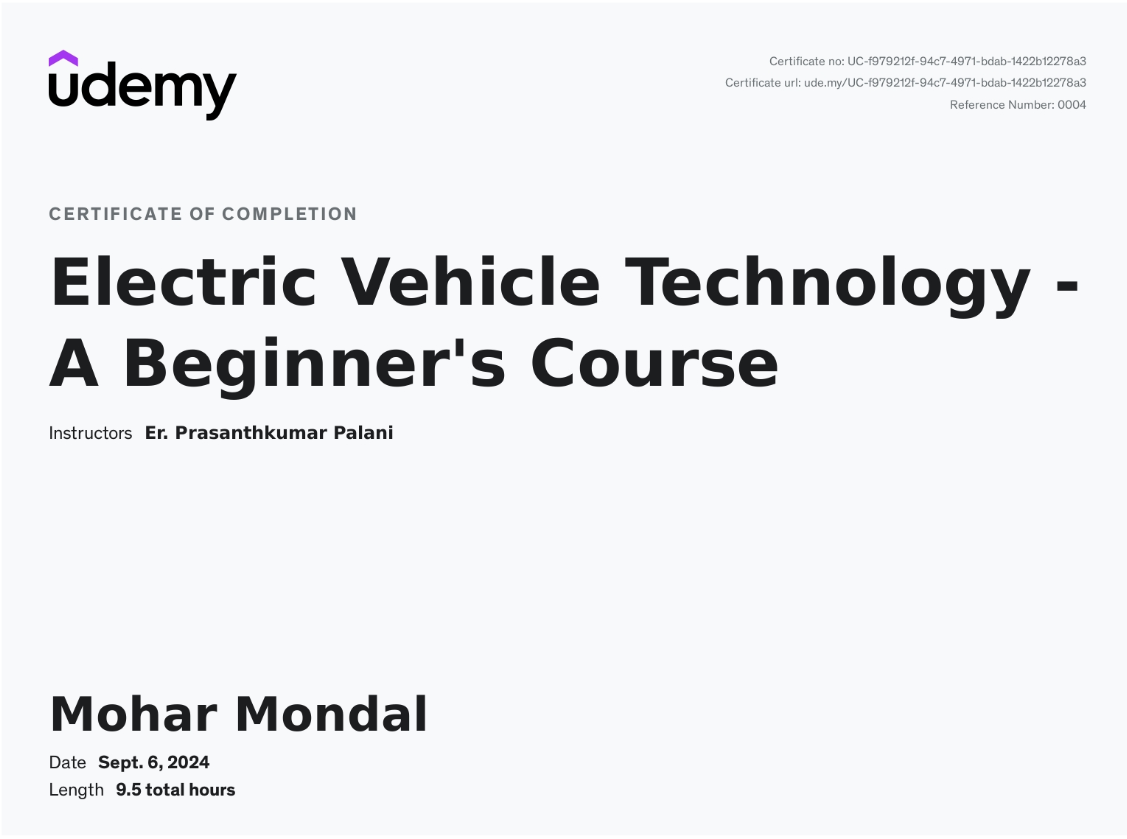 udemy
Certificate no: UC-f979212f-94c7-4971-bdab-1422b12278a3
Certificate url: ude.my/UC-f979212f-94c7-4971-bdab-1422b12278a3
Reference Number: 0004
CERTIFICATE OF COMPLETION
Electric Vehicle Technology -
A Beginner's Course
Instructors Er. Prasanthkumar Palani
Mohar Mondal
Date Sept. 6, 2024
Length 9.5 total hours